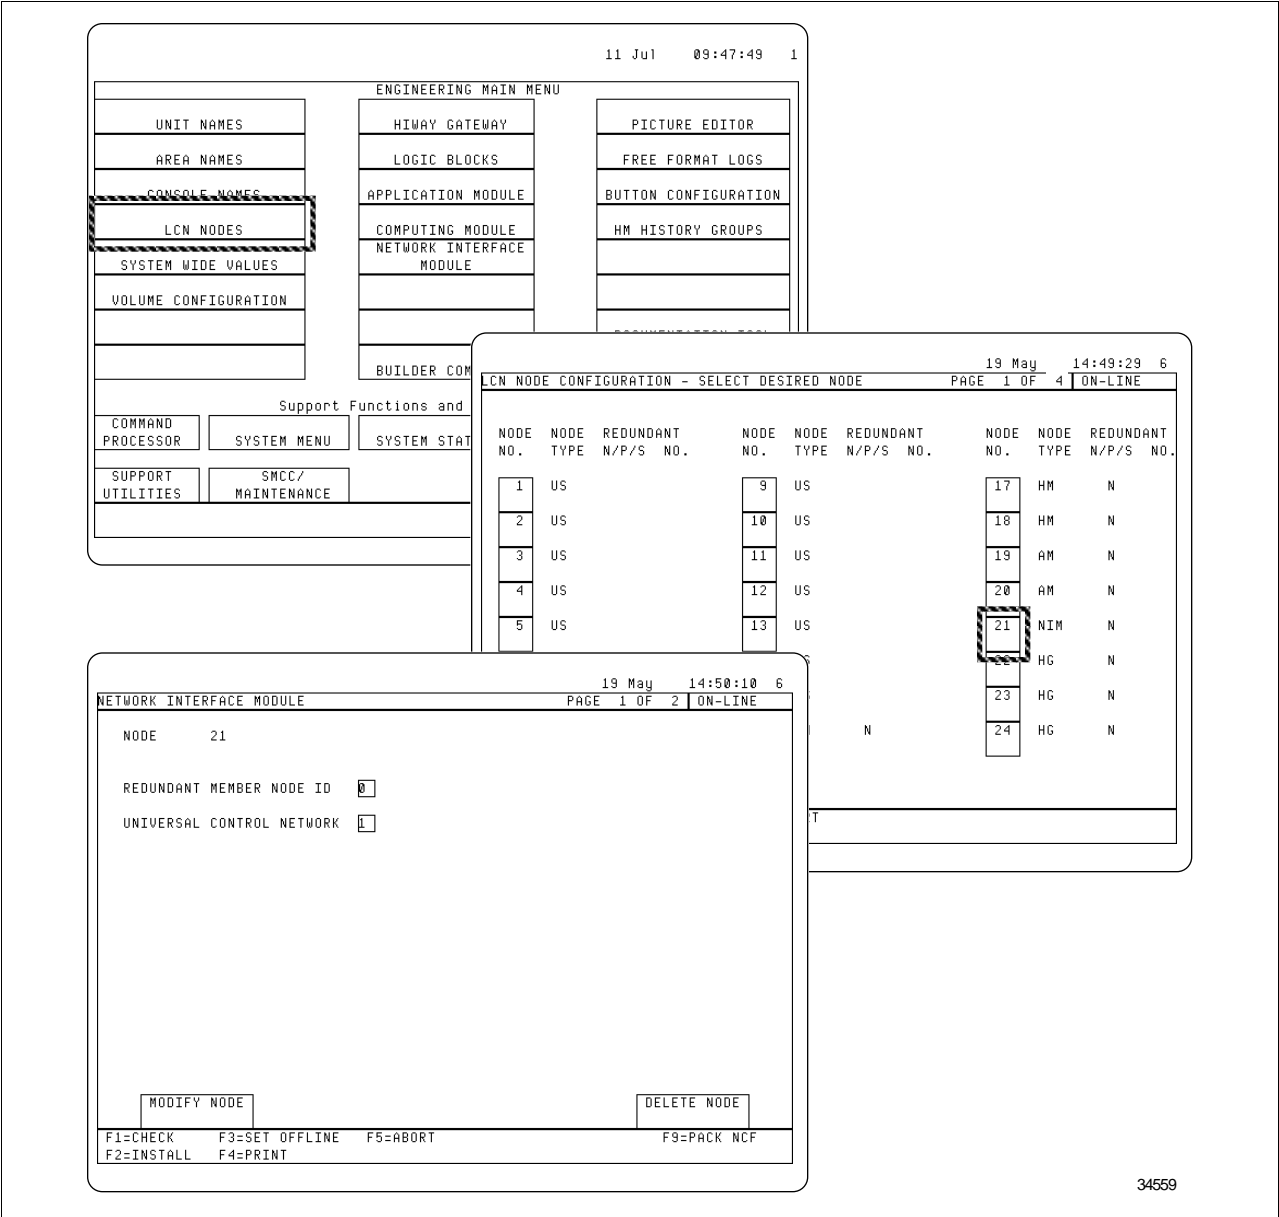 11 Jul 09:47:49 1
ENGINEERING MAIN MENU
UNIT NAMES HIWAY GATEWAY PICTURE EDITOR
AREA NAMES LOGIC BLOCKS FREE FORMAT LOGS
CONSOLE NAMES APPLICATION MODULE BUTTON CONFIGURATION
LCN NODES COMPUTING MODULE HM HISTORY GROUPS
NETWORK INTERFACE
SYSTEM WIDE VALUES MODULE
VOLUME CONFIGURATION
BUILDER COM
Support Functions and
COMMAND
PROCESSOR SYSTEM MENU SYSTEM STAT
SUPPORT SMCC/
UTILITIES MAINTENANCE
19 May 14:49:29 6
LCN NODE CONFIGURATION - SELECT DESIRED NODE PAGE 1 OF 4 ON-LINE
NODE NODE REDUNDANT NODE NODE REDUNDANT NODE NODE REDUNDANT
NO. TYPE N/P/S NO. NO. TYPE N/P/S NO. NO. TYPE N/P/S NO.
1 US 9 US 17 HM N
2 US 10 US 18 HM N
3 US 11 US 19 AM N
4 US 12 US 20 AM N
5 US 13 US 21 NIM N
22 HG N
23 HG N
N 24 HG N
19 May 14:50:10 6
NETWORK INTERFACE MODULE PAGE 1 OF 2 ON-LINE
NODE 21
REDUNDANT MEMBER NODE ID 0
UNIVERSAL CONTROL NETWORK 1
MODIFY NODE DELETE NODE
F1=CHECK F3=SET OFFLINE F5=ABORT F9=PACK NCF
F2=INSTALL F4=PRINT
34559